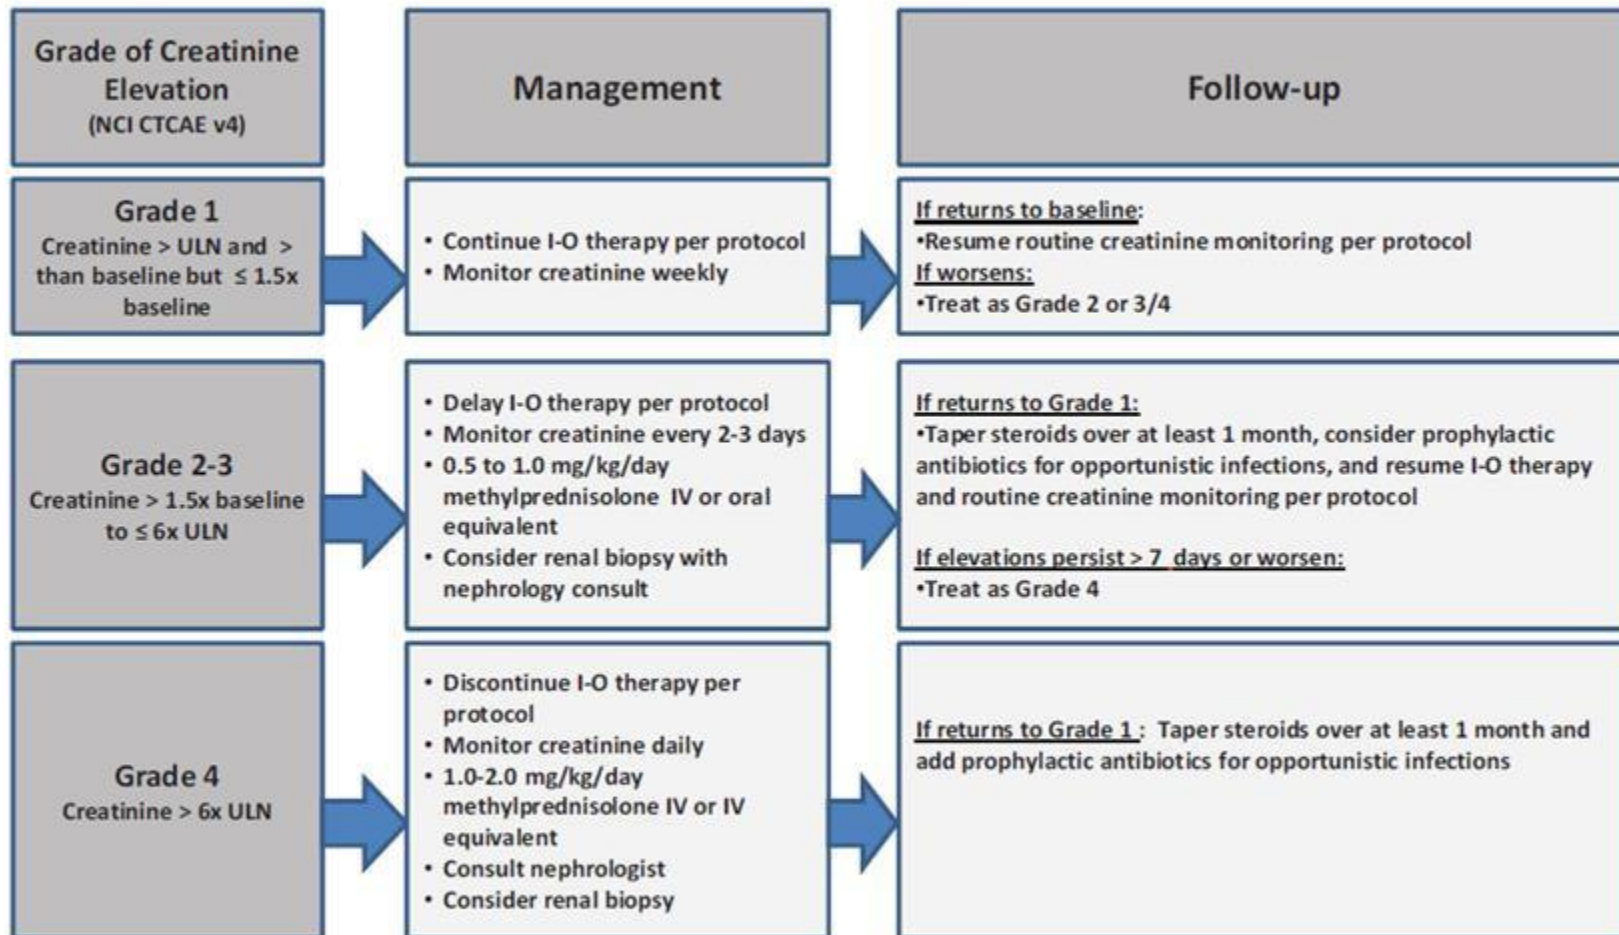 Grade of Creatinine
Elevation
(NCI CTCAE v4)
Management
Follow-up
Grade 1
Creatinine > ULN and >
than baseline but ≤ 1.5x
baseline
• Continue I-O therapy per protocol
• Monitor creatinine weekly
If returns to baseline:
•Resume routine creatinine monitoring per protocol
If worsens:
•Treat as Grade 2 or 3/4
Grade 2-3
Creatinine > 1.5x baseline
to ≤ 6x ULN
• Delay I-O therapy per protocol
• Monitor creatinine every 2-3 days
• 0.5 to 1.0 mg/kg/day
methylprednisolone IV or oral
equivalent
• Consider renal biopsy with
nephrology consult
If returns to Grade 1:
•Taper steroids over at least 1 month, consider prophylactic
antibiotics for opportunistic infections, and resume I-O therapy
and routine creatinine monitoring per protocol
If elevations persist > 7 days or worsen:
•Treat as Grade 4
Grade 4
Creatinine > 6x ULN
• Discontinue I-O therapy per
protocol
• Monitor creatinine daily
• 1.0-2.0 mg/kg/day
methylprednisolone IV or IV
equivalent
• Consult nephrologist
• Consider renal biopsy
If returns to Grade 1 : Taper steroids over at least 1 month and
add prophylactic antibiotics for opportunistic infections